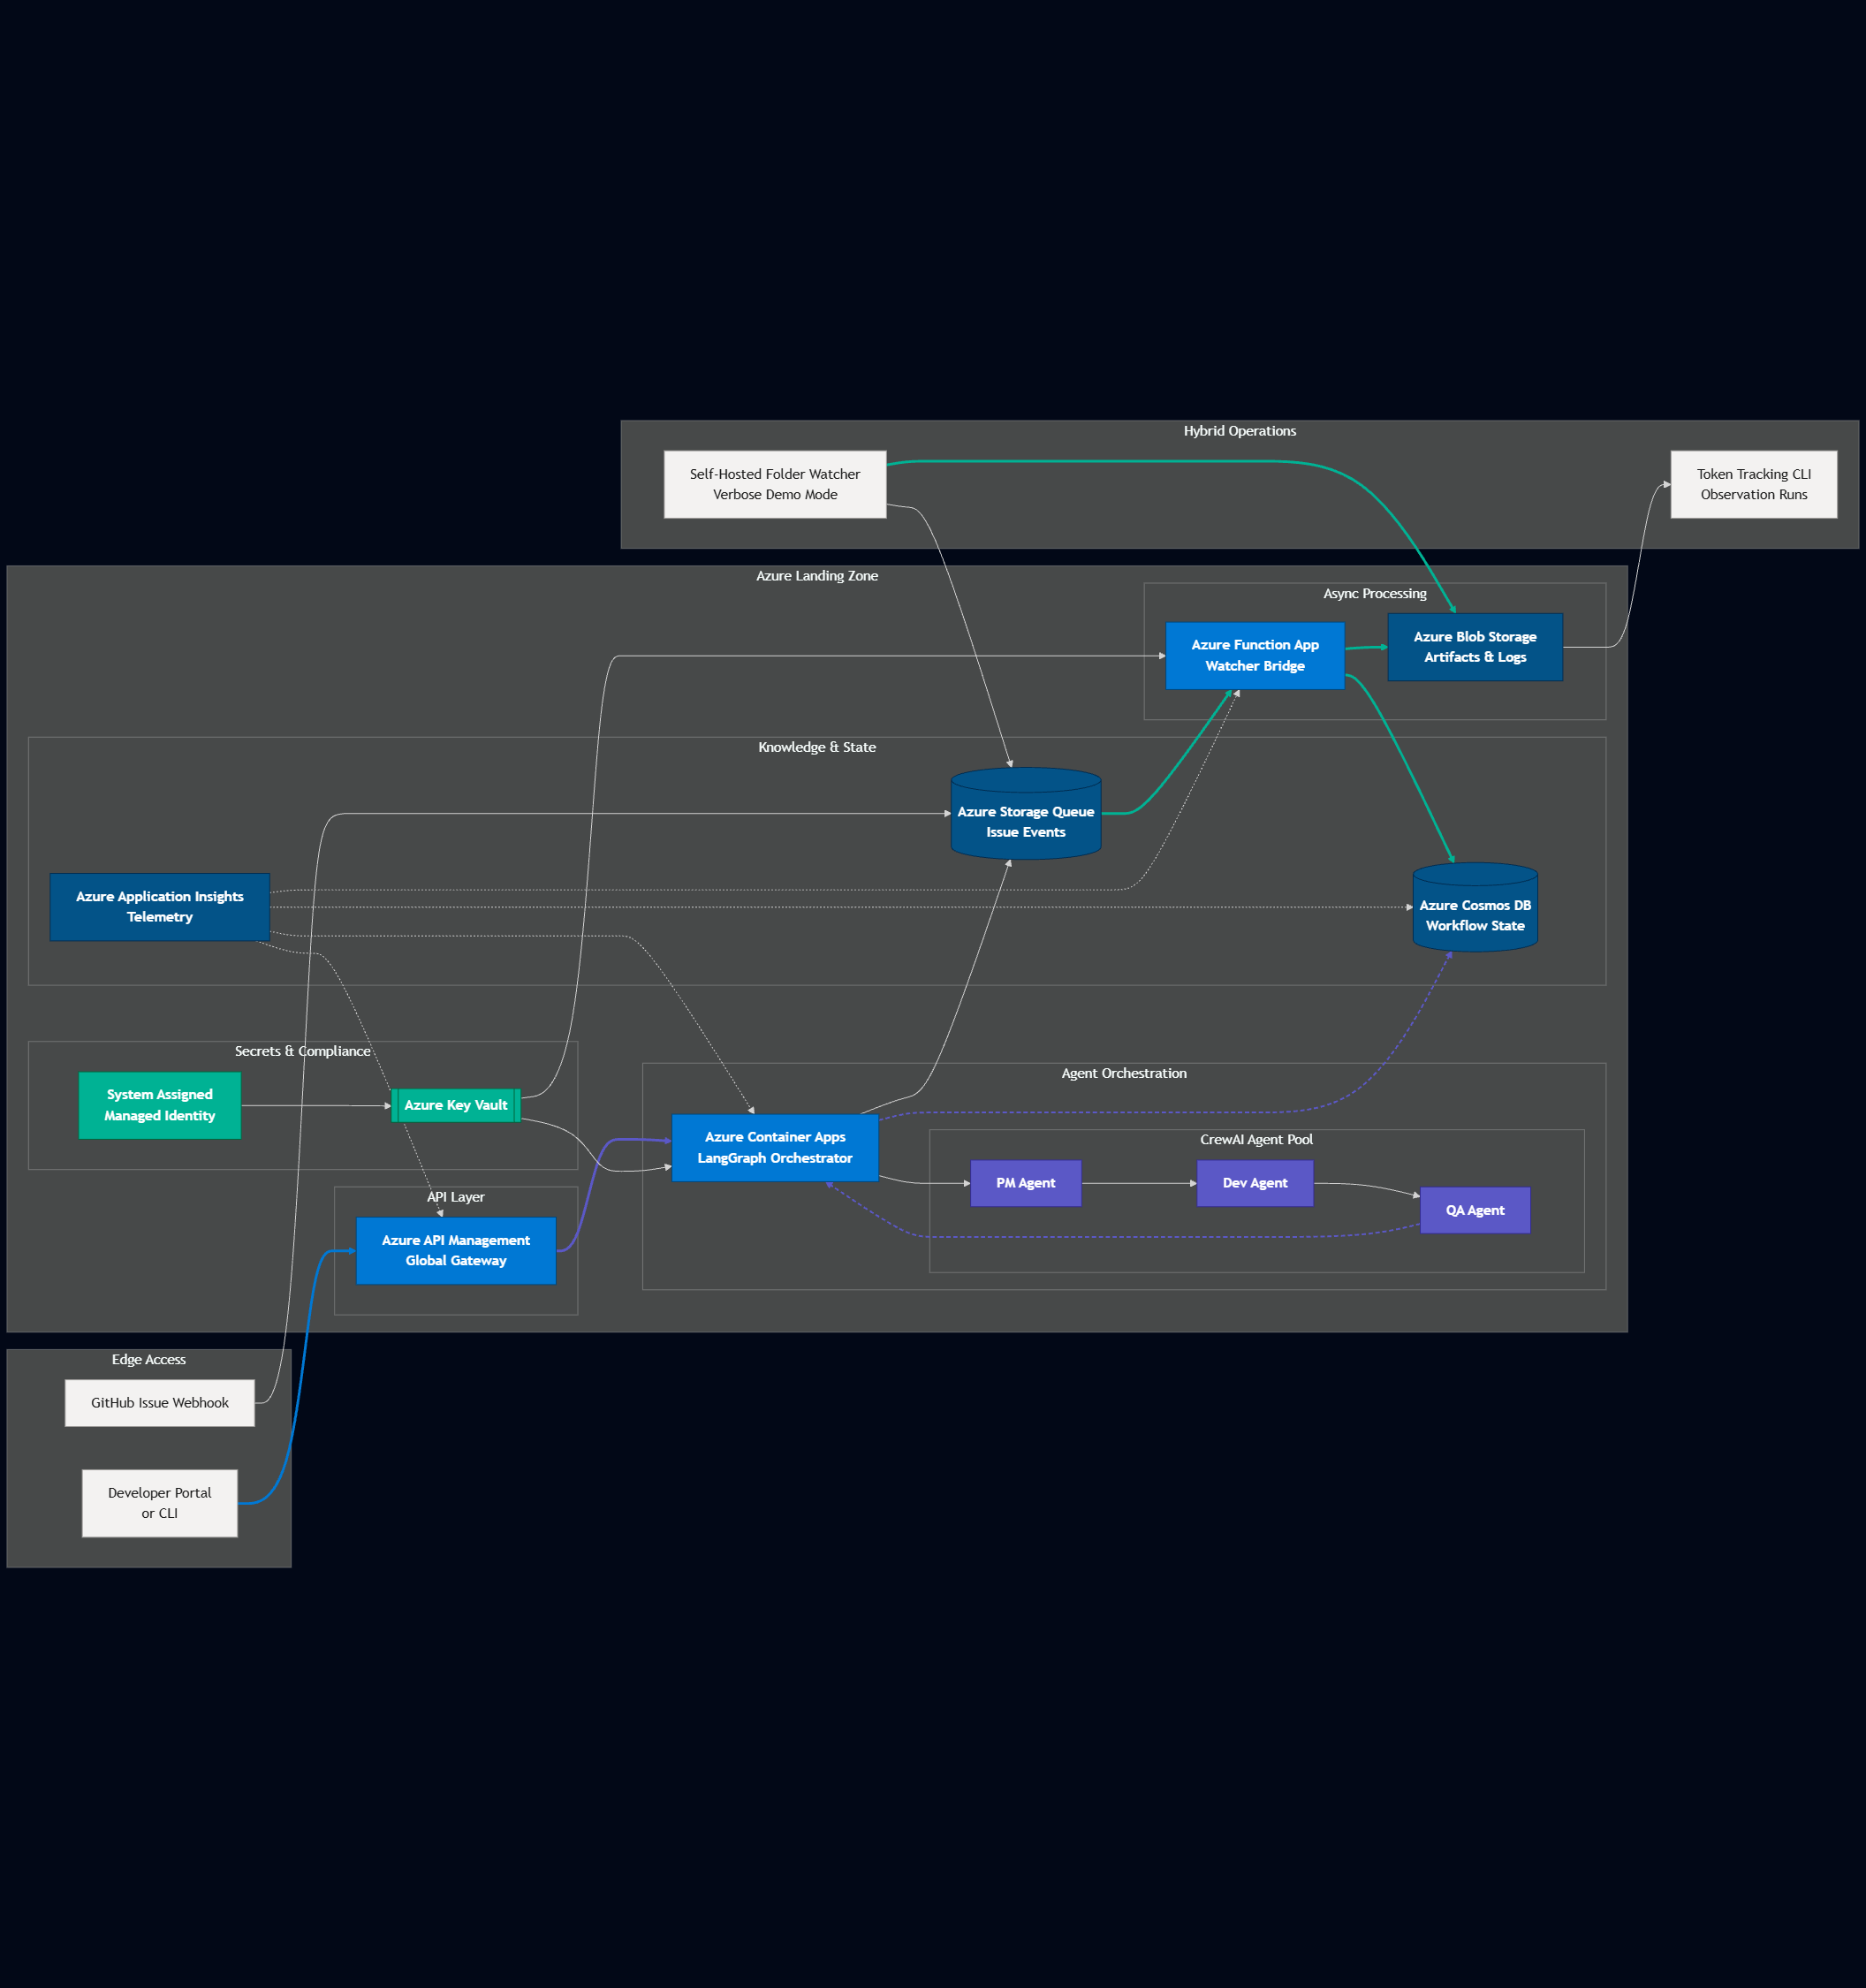 Hybrid Operations
Self-Hosted Folder Watcher
Verbose Demo Mode
Token Tracking CLI
Observation Runs
Azure Landing Zone
Async Processing
Azure Function App
Watcher Bridge
Azure Blob Storage
Artifacts & Logs
Knowledge & State
Azure Storage Queue
Issue Events
Azure Application Insights
Telemetry
Azure Cosmos DB
Workflow State
Secrets & Compliance
System Assigned
Managed Identity
Azure Key Vault
Agent Orchestration
Azure Container Apps
LangGraph Orchestrator
CrewAI Agent Pool
PM Agent
Dev Agent
QA Agent
API Layer
Azure API Management
Global Gateway
Edge Access
GitHub Issue Webhook
Developer Portal
or CLI